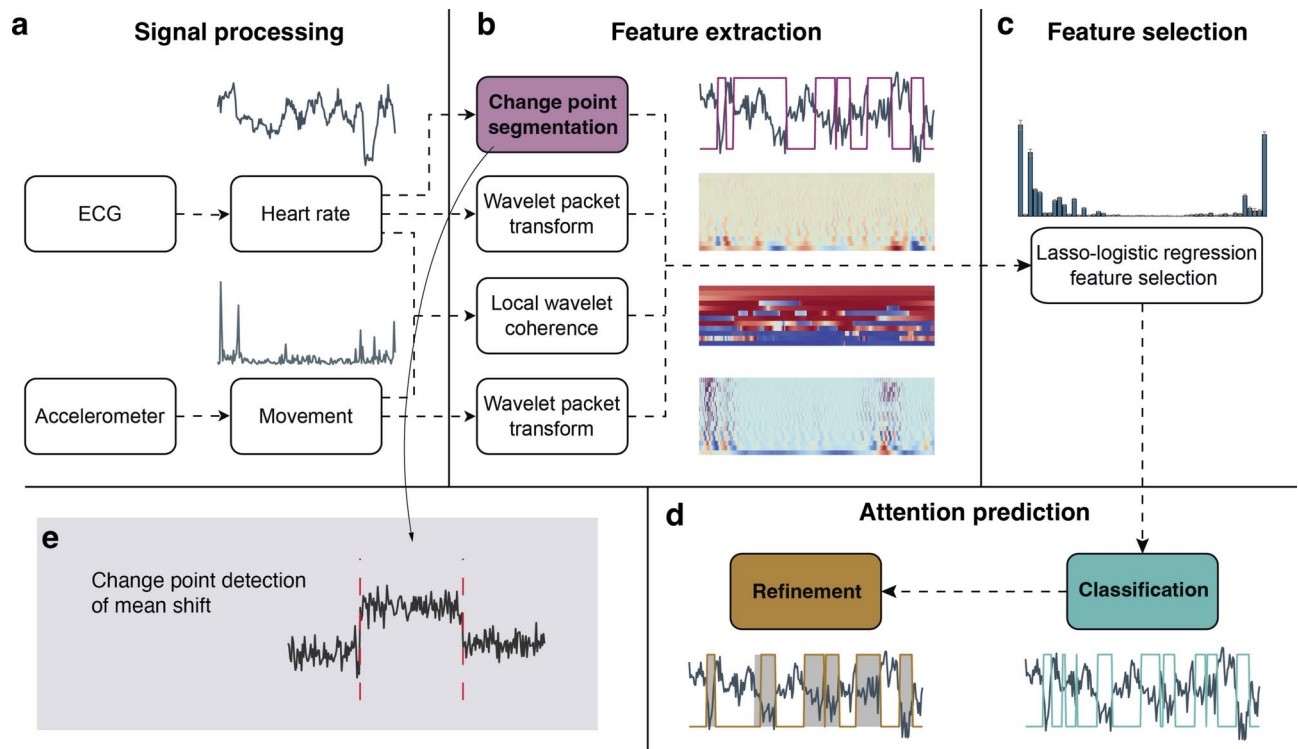 a
Signal processing
ECG
Heart rate
Accelerometer
Movement
b
Feature extraction
Change point
segmentation
Wavelet packet
transform
Local wavelet
coherence
Wavelet packet
transform
c
Feature selection
Lasso-logistic regression
feature selection
d
Attention prediction
Refinement
Classification
e
Change point detection
of mean shift